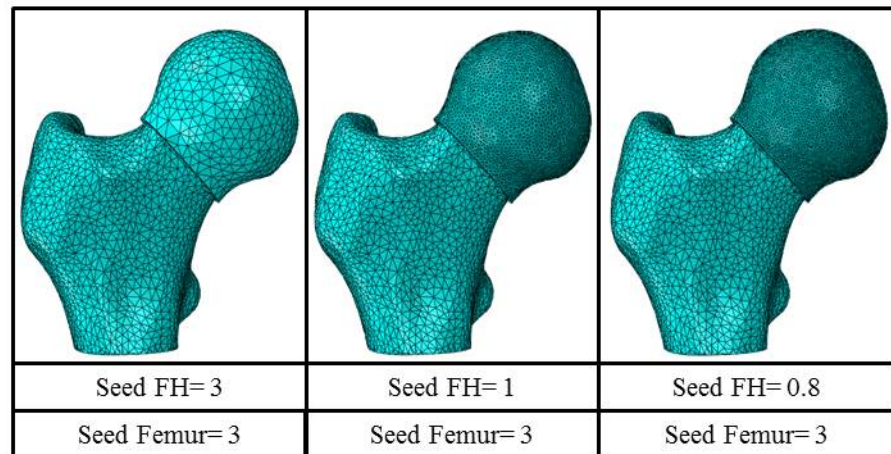 Seed FH= 3
Seed FH= 1
Seed FH= 0.8
Seed Femur= 3
Seed Femur= 3
Seed Femur= 3